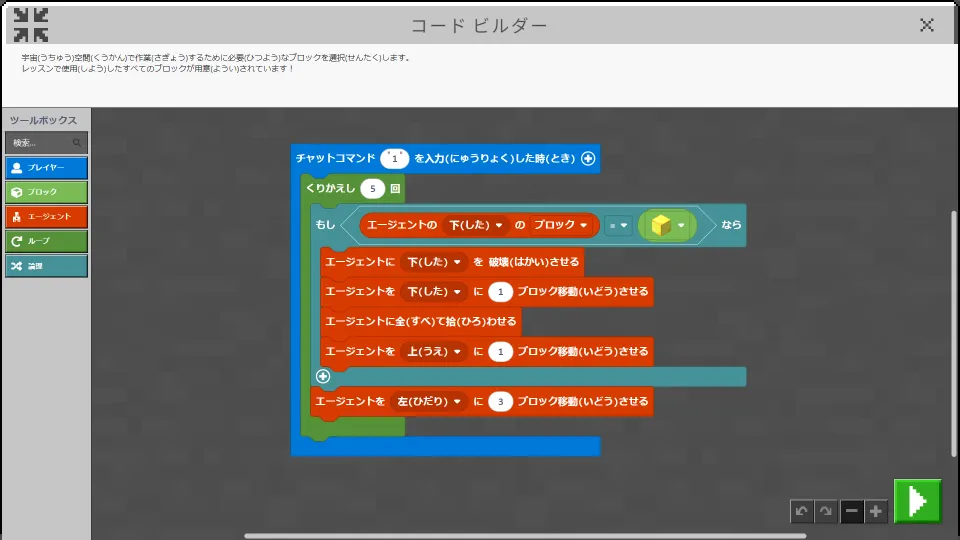 コード ビルダー
宇宙(うちゅう)空間(くうかん)で作業(さぎょう)するために必要(ひつよう)なブロックを選択(せんたく)します。
レッスンで使用(しよう)したすべてのブロックが用意(ようい)されています！
ツールボックス
検索...
プレイヤー
ブロック
エージェント
ループ
論理
チャットコマンド "1" を入力(にゅうりょく)した時(とき)
くりかえし 5 回
もし エージェントの 下(した) の ブロック = なら
エージェントに 下(した) を 破壊(はかい)させる
エージェントを 下(した) に 1 ブロック移動(いどう)させる
エージェントに全(すべ)て拾(ひろ)わせる
エージェントを 上(うえ) に 1 ブロック移動(いどう)させる
エージェントを 左(ひだり) に 3 ブロック移動(いどう)させる